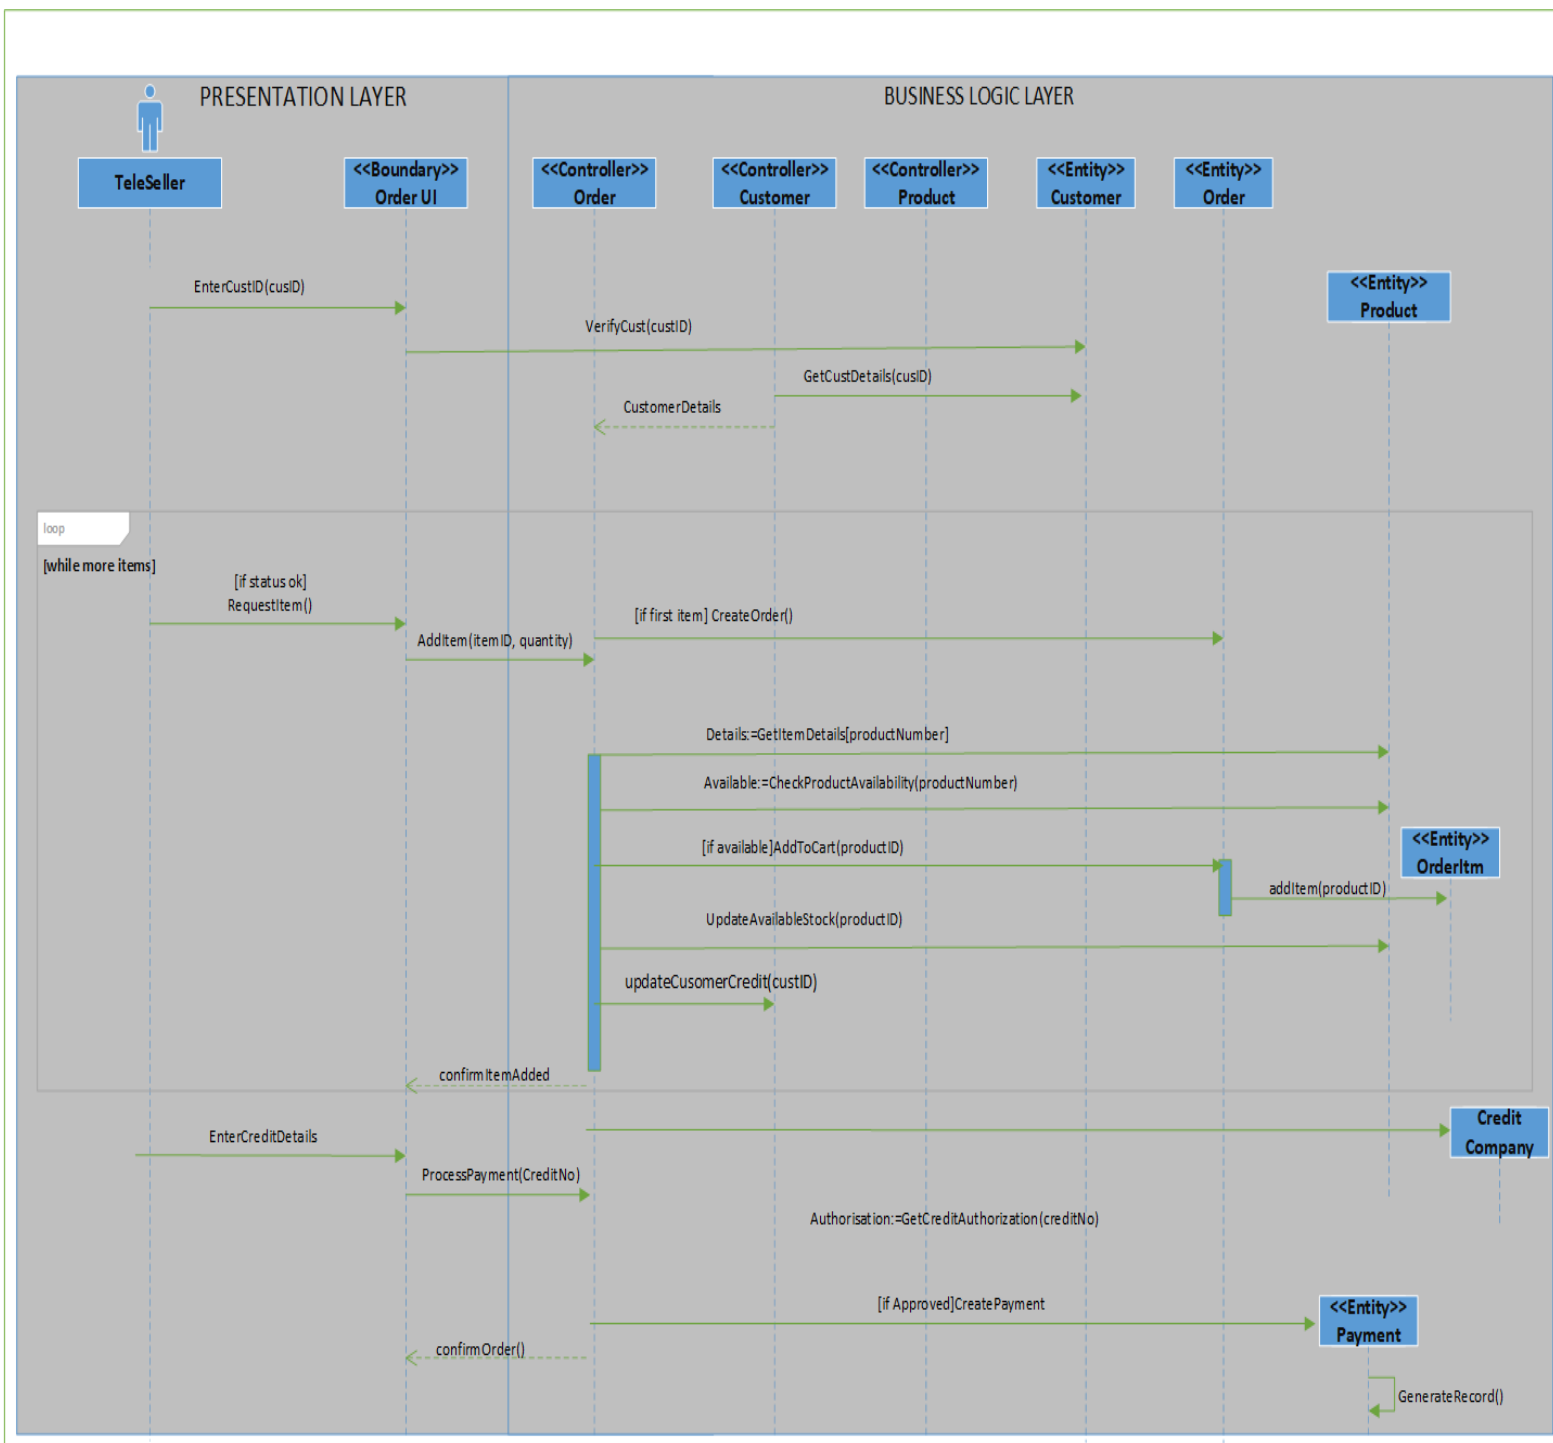 PRESENTATION LAYER
BUSINESS LOGIC LAYER
TeleSeller
<<Boundary>>
Order UI
<<Controller>>
Order
<<Controller>>
Customer
<<Controller>>
Product
<<Entity>>
Customer
<<Entity>>
Order
<<Entity>>
Product
EnterCustID(cusID)
VerifyCust(custID)
GetCustDetails(cusID)
CustomerDetails
loop
[while more items]
[if status ok]
RequestItem()
[if first item] CreateOrder()
AddItem(itemID, quantity)
Details:=GetItemDetails[productNumber]
Available:=CheckProductAvailability(productNumber)
[if available]AddToCart(productID)
<<Entity>>
OrderItm
addItem(productID)
UpdateAvailableStock(productID)
updateCusomerCredit(custID)
confirmItemAdded
Credit
Company
EnterCreditDetails
ProcessPayment(CreditNo)
Authorisation:=GetCreditAuthorization(creditNo)
[if Approved]CreatePayment
<<Entity>>
Payment
confirmOrder()
GenerateRecord()